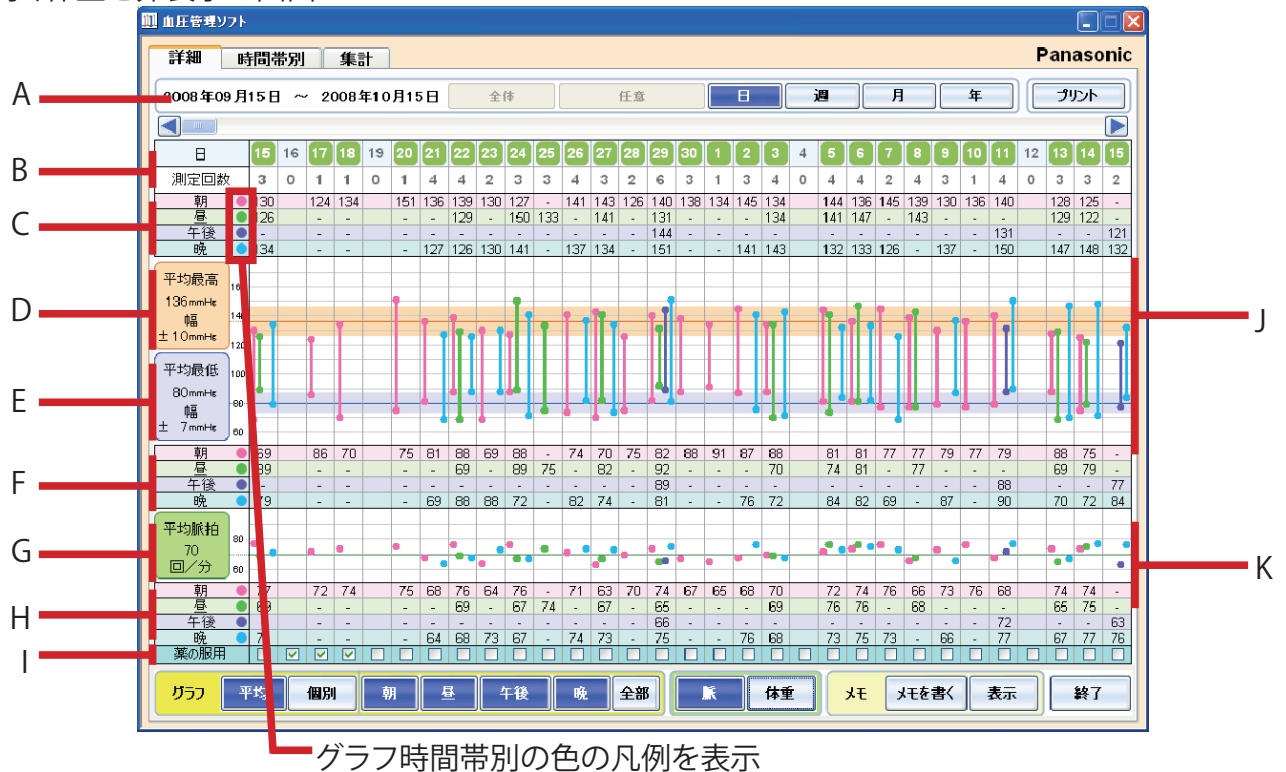 血圧管理ソフト
詳細 時間帯別 集計 Panasonic
A 2008年09月15日 ～ 2008年10月15日 全体 任意 日 週 月 年 プリント
B 日 15 16 17 18 19 20 21 22 23 24 25 26 27 28 29 30 1 2 3 4 5 6 7 8 9 10 11 12 13 14 15
測定回数 3 0 1 1 0 1 4 4 2 3 3 4 3 2 6 3 1 3 4 0 4 4 2 4 3 1 4 0 3 3 2
朝 130 124 134 151 136 139 130 127 - 141 143 126 140 138 134 145 134 144 136 145 139 130 136 140 128 125 -
C 昼 126 - - - - 129 - 150 133 - 141 - 131 - - - 134 141 147 - 143 - - - 129 122 -
午後 - - - - - - - - - - - - 144 - - - - - - - - - - 131 - - 121
晩 134 - - - 127 126 130 141 - 137 134 - 151 - - 141 143 132 133 126 - 137 - 150 147 148 132
D 平均最高
136mmHg
幅
±10mmHg
160
140
120
J
E 平均最低
80mmHg
幅
± 7mmHg
100
80
60
朝 69 86 70 75 81 88 69 88 - 74 70 75 82 88 91 87 88 81 81 77 77 79 77 79 88 75 -
F 昼 89 - - - - 69 - 89 75 - 82 - 92 - - - 70 74 81 - 77 - - - 69 79 -
午後 - - - - - - - - - - - - 89 - - - - - - - - - - 88 - - 77
晩 79 - - - 69 88 88 72 - 82 74 - 81 - - 76 72 84 82 69 - 87 - 90 70 72 84
G 平均脈拍
70
回／分
80
60
K
朝 77 72 74 75 68 76 64 76 - 71 63 70 74 67 65 68 70 72 74 76 66 73 76 68 74 74 -
H 昼 69 - - - - 69 - 67 74 - 67 - 65 - - - 69 76 76 - 68 - - - 65 75 -
午後 - - - - - - - - - - - - 66 - - - - - - - - - - 72 - - 63
晩 - - - 64 68 73 67 - 74 73 - 75 - - 76 68 73 75 73 - 66 - 77 67 77 76
I 薬の服用
グラフ 平均 個別 朝 昼 午後 晩 全部 脈 体重 メモ メモを書く 表示 終了
グラフ時間帯別の色の凡例を表示